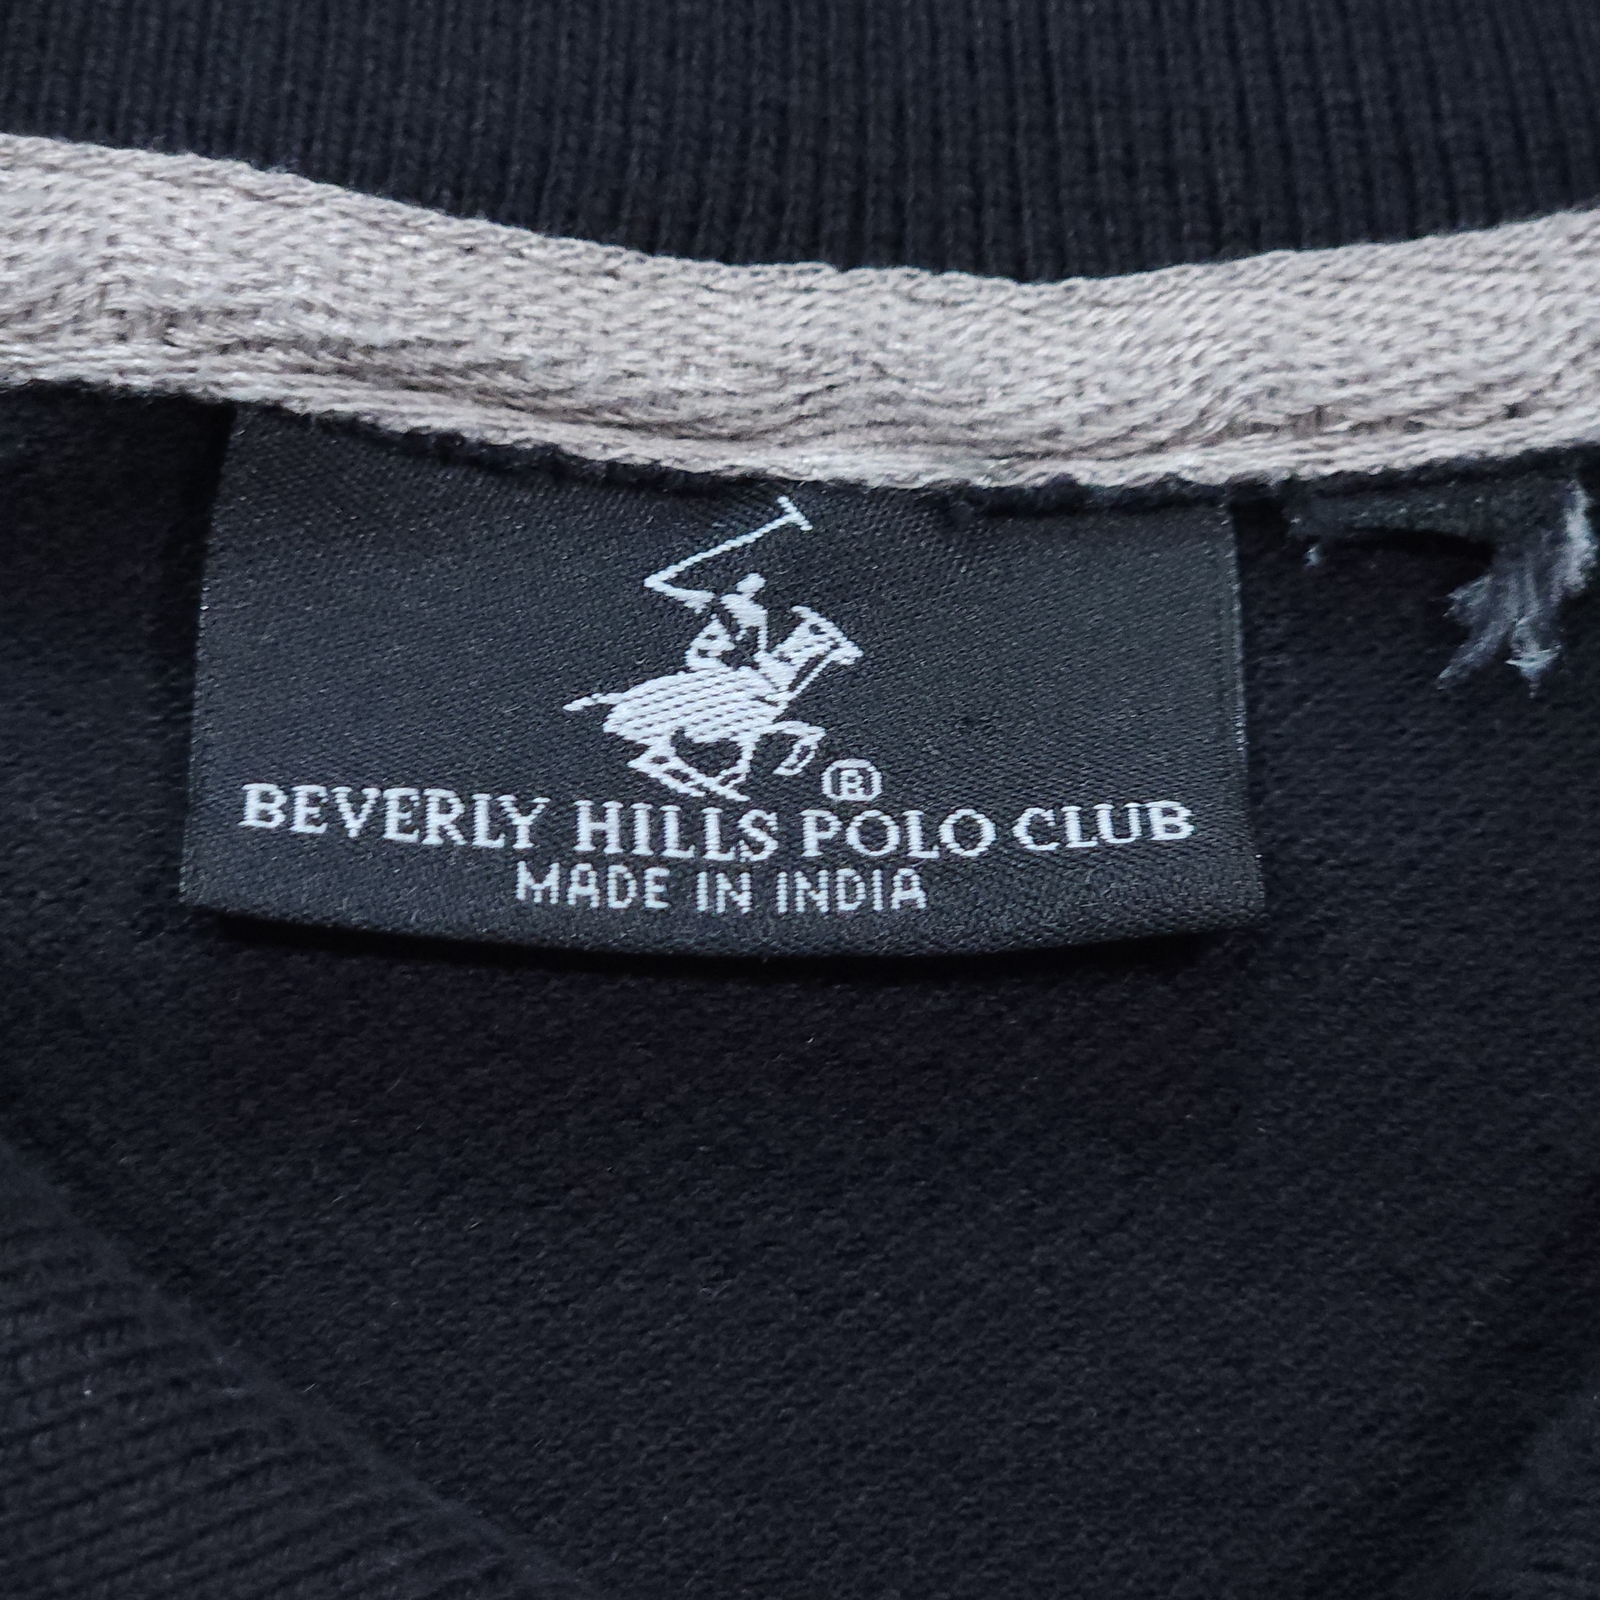 ®
BEVERLY HILLS POLO CLUB
MADE IN INDIA